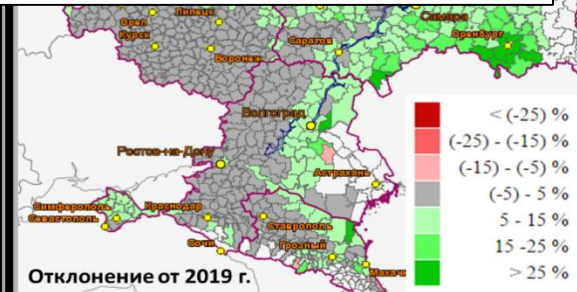 Липецк
Орел
Курск
Воронеж
Самара
Оренбург
Саратов
Волгоград
Ростов-на-Дону
Астрахань
Симферополь
Севастополь
Краснодар
Ставрополь
Сочи
Грозный
Махачк
Отклонение от 2019 г.
< (-25) %
(-25) - (-15) %
(-15) - (-5) %
(-5) - 5 %
5 - 15 %
15 -25 %
> 25 %